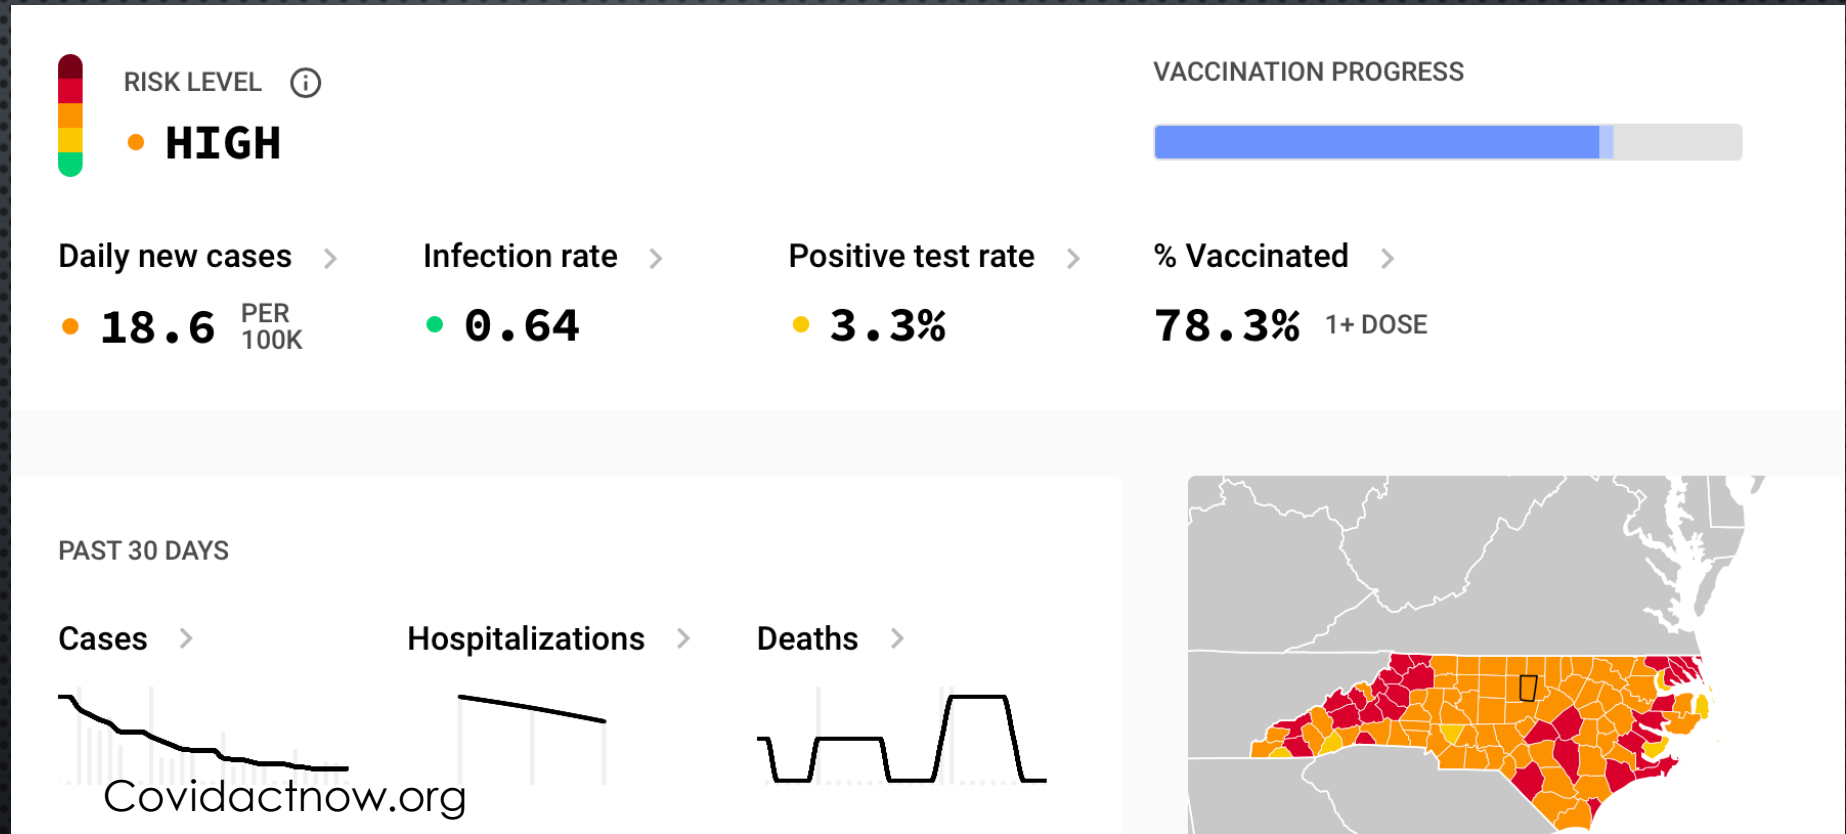 RISK LEVEL
HIGH
VACCINATION PROGRESS
Daily new cases
18.6 PER 100K
Infection rate
0.64
Positive test rate
3.3%
% Vaccinated
78.3% 1+ DOSE
PAST 30 DAYS
Cases
Hospitalizations
Deaths
Covidactnow.org